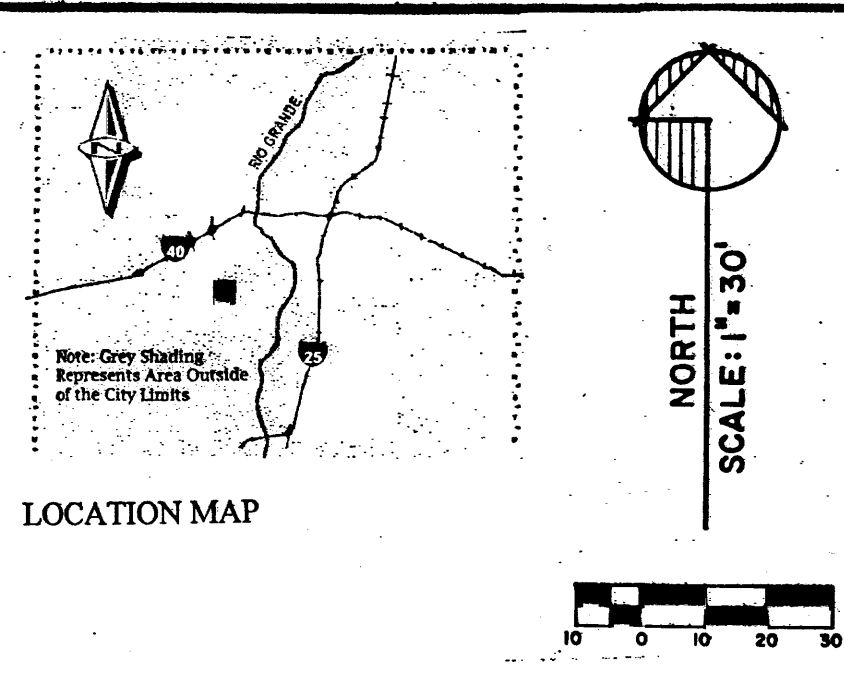 N
RIO GRANDE
40
25
Note: Grey Shading
Represents Area Outside
of the City Limits
LOCATION MAP
NORTH
SCALE: 1" = 30'
10 0 10 20 30